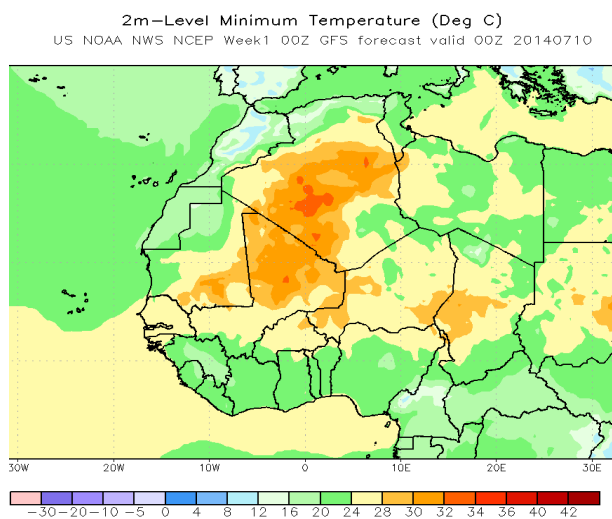 2m-Level Minimum Temperature (Deg C)
US NOAA NWS NCEP Week1 00Z GFS forecast valid 00Z 20140710
30W 20W 10W 0 10E 20E 30E
-30 -20 -10 -5 0 4 8 12 16 20 24 28 30 32 34 36 40 42